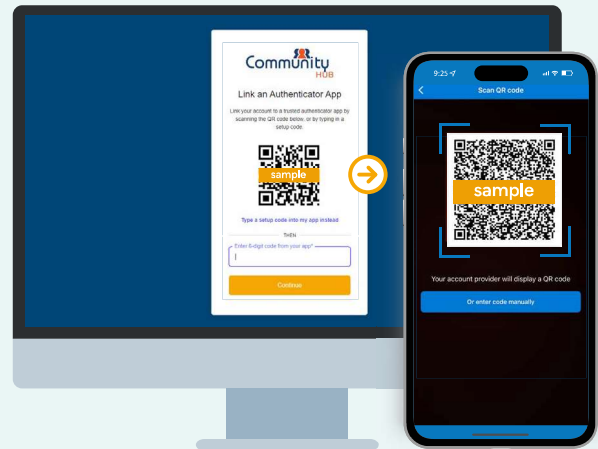 Community
HUB
Link an Authenticator App
Link your account to a trusted authenticator app by
scanning the QR code below, or by typing in a
setup code.
sample
Type a setup code into my app instead
THEN
Enter 6-digit code from your app*
Continue
9:25
Scan QR code
sample
Your account provider will display a QR code
Or enter code manually